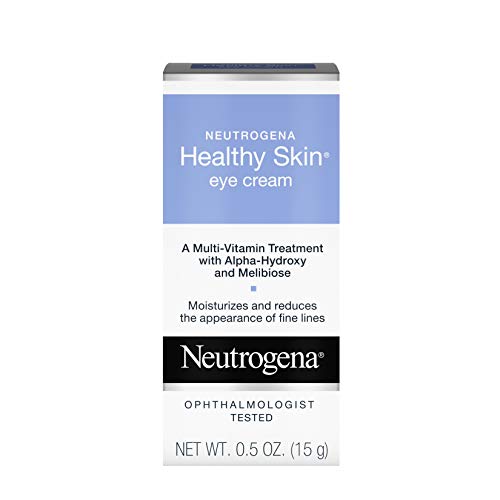 NEUTROGENA
Healthy Skin®
eye cream
A Multi-Vitamin Treatment
with Alpha-Hydroxy
and Melibiose
Moisturizes and reduces
the appearance of fine lines
Neutrogena®
OPHTHALMOLOGIST
TESTED
NET WT. 0.5 OZ. (15 g)